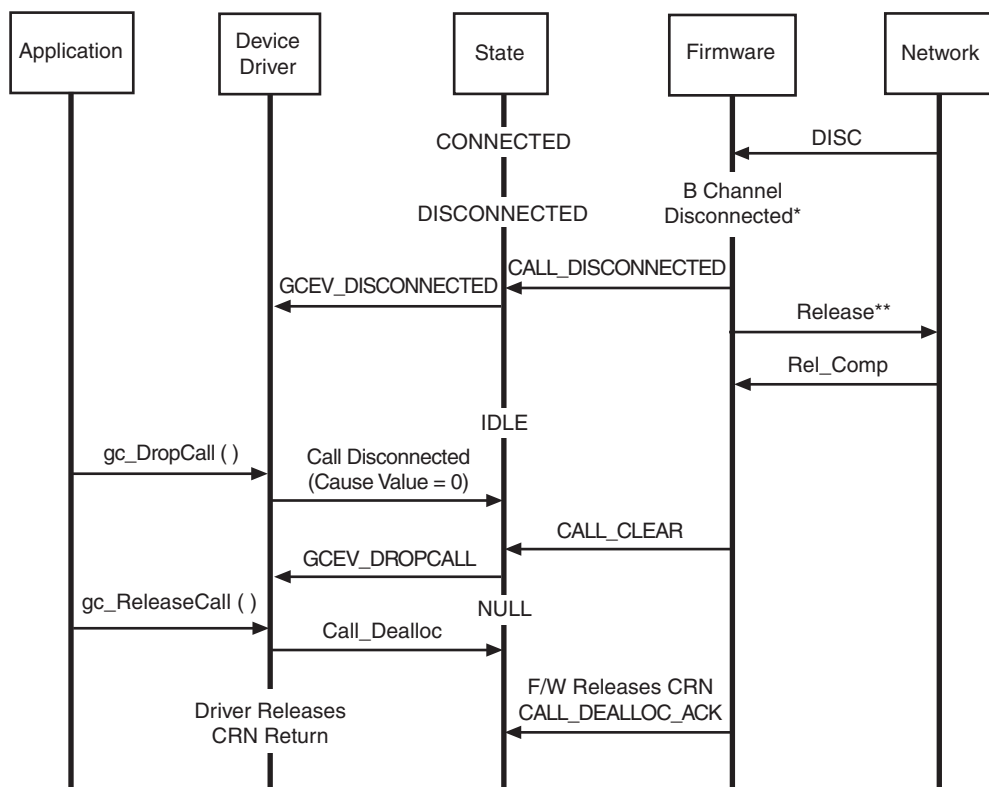 Application
Device
Driver
State
Firmware
Network
CONNECTED
DISC
B Channel
Disconnected*
DISCONNECTED
CALL_DISCONNECTED
GCEV_DISCONNECTED
Release**
Rel_Comp
IDLE
gc_DropCall ( )
Call Disconnected
(Cause Value = 0)
CALL_CLEAR
GCEV_DROPCALL
gc_ReleaseCall ( )
NULL
Call_Dealloc
F/W Releases CRN
CALL_DEALLOC_ACK
Driver Releases
CRN Return